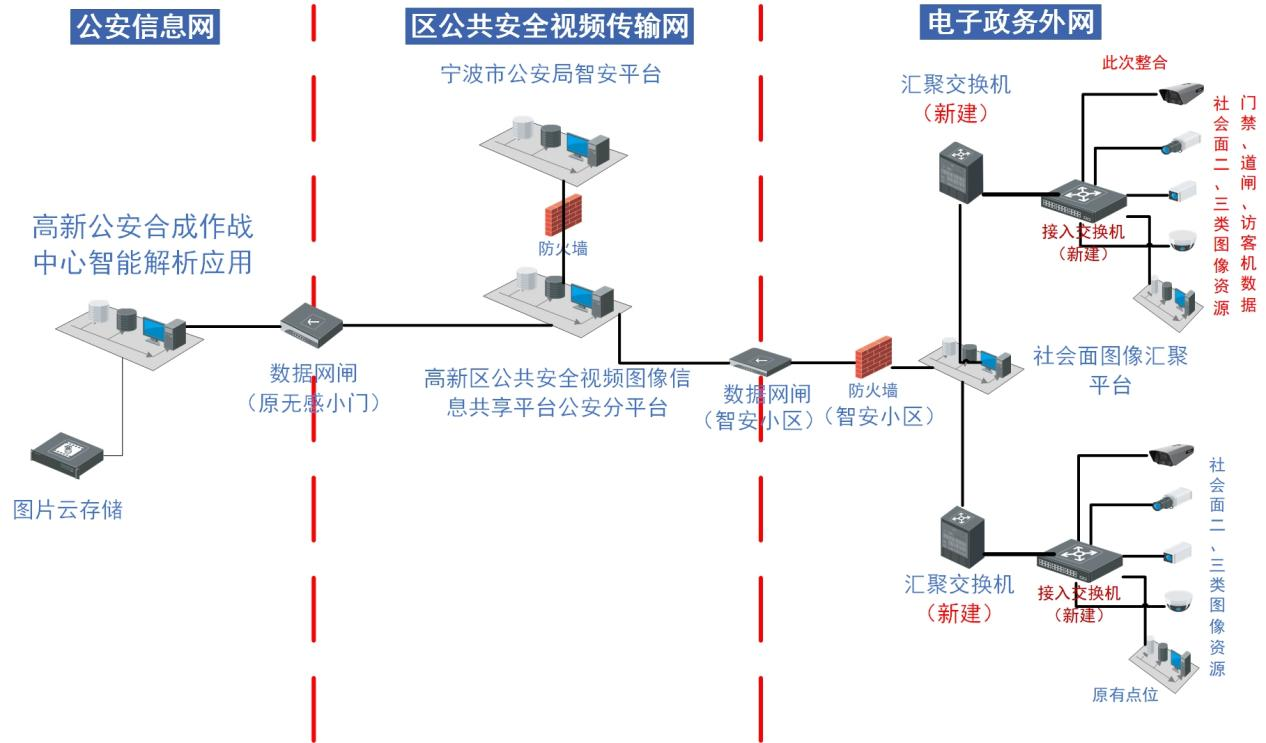 公安信息网
区公共安全视频传输网
电子政务外网
宁波市公安局智安平台
防火墙
高新公安合成作战
中心智能解析应用
数据网闸
（原无感小门）
图片云存储
高新区公共安全视频图像信
息共享平台公安分平台
数据网闸
（智安小区）
防火墙
（智安小区）
汇聚交换机
（新建）
此次整合
接入交换机
（新建）
社会面二、三类图像资源
门禁、道闸、访客机数据
社会面图像汇聚
平台
汇聚交换机
（新建）
接入交换机
（新建）
社会面二、三类图像资源
原有点位